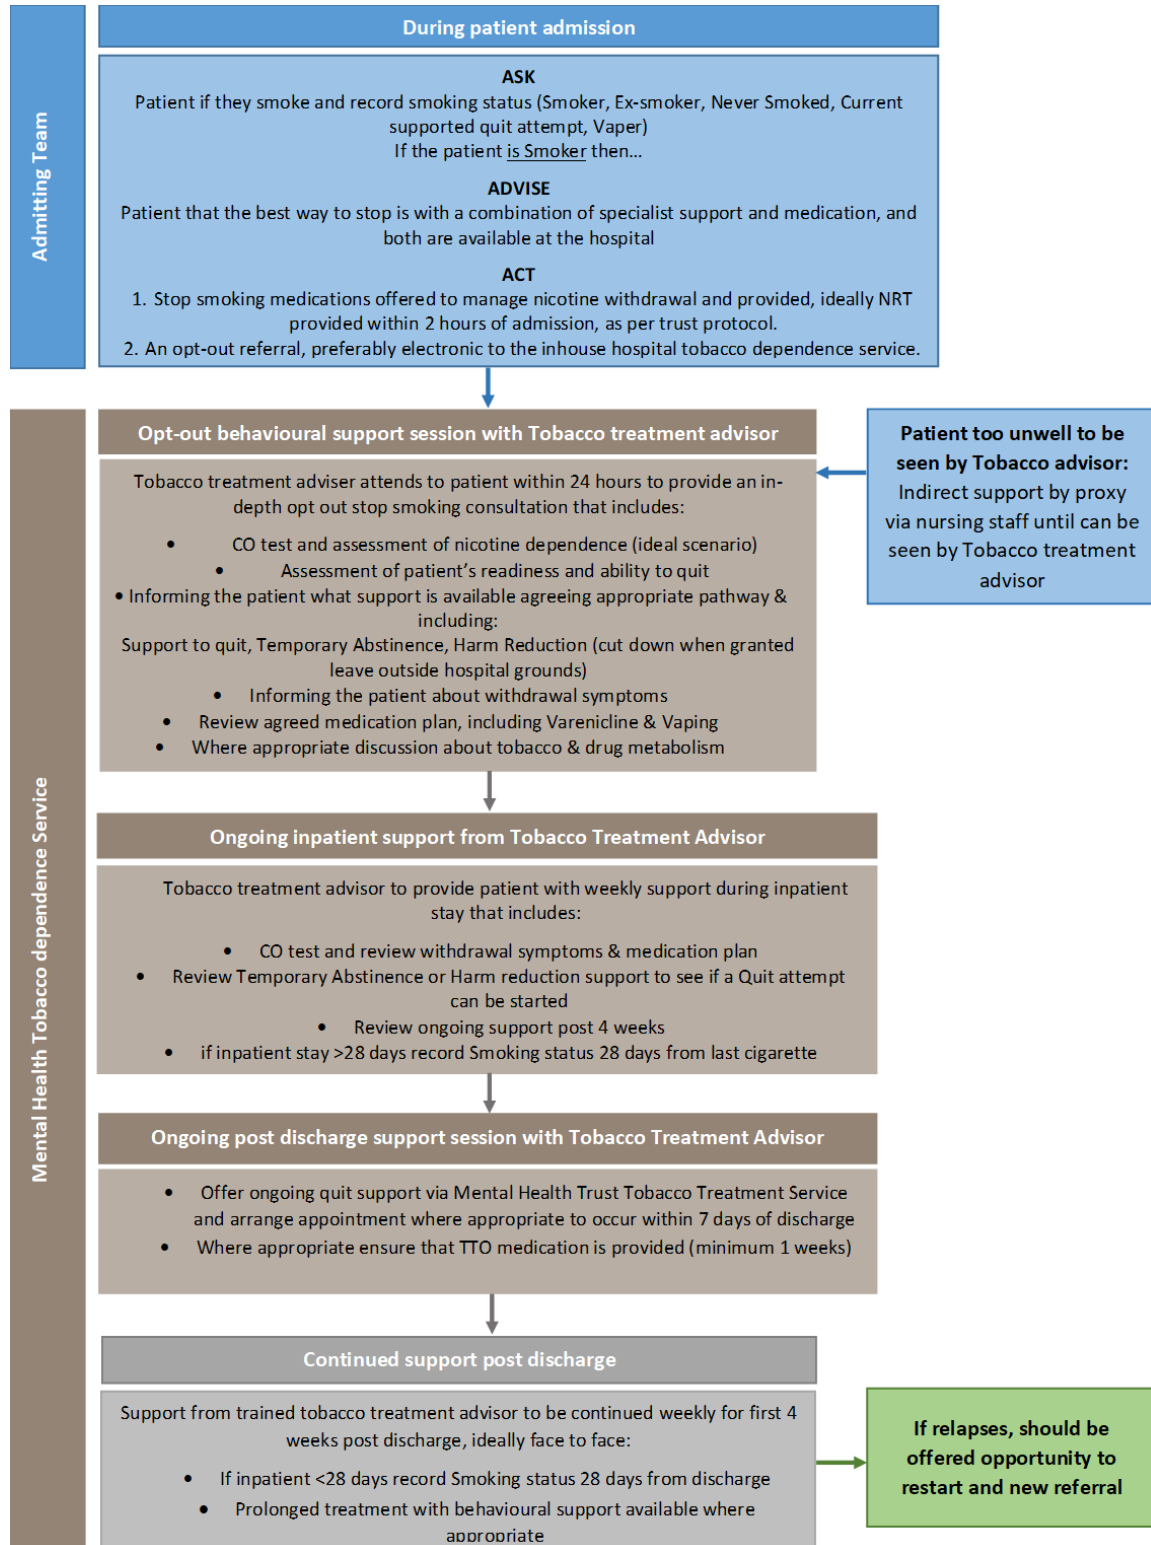 Admitting Team
During patient admission
ASK
Patient if they smoke and record smoking status (Smoker, Ex-smoker, Never Smoked, Current
supported quit attempt, Vaper)
If the patient is Smoker then...
ADVISE
Patient that the best way to stop is with a combination of specialist support and medication, and
both are available at the hospital
ACT
1. Stop smoking medications offered to manage nicotine withdrawal and provided, ideally NRT
provided within 2 hours of admission, as per trust protocol.
2. An opt-out referral, preferably electronic to the inhouse hospital tobacco dependence service.
Mental Health Tobacco dependence Service
Opt-out behavioural support session with Tobacco treatment advisor
Tobacco treatment adviser attends to patient within 24 hours to provide an in-
depth opt out stop smoking consultation that includes:
• CO test and assessment of nicotine dependence (ideal scenario)
• Assessment of patient's readiness and ability to quit
• Informing the patient what support is available agreeing appropriate pathway &
including:
Support to quit, Temporary Abstinence, Harm Reduction (cut down when granted
leave outside hospital grounds)
• Informing the patient about withdrawal symptoms
• Review agreed medication plan, including Varenicline & Vaping
• Where appropriate discussion about tobacco & drug metabolism
Patient too unwell to be
seen by Tobacco advisor:
Indirect support by proxy
via nursing staff until can be
seen by Tobacco treatment
advisor
Ongoing inpatient support from Tobacco Treatment Advisor
Tobacco treatment advisor to provide patient with weekly support during inpatient
stay that includes:
• CO test and review withdrawal symptoms & medication plan
• Review Temporary Abstinence or Harm reduction support to see if a Quit attempt
can be started
• Review ongoing support post 4 weeks
• if inpatient stay >28 days record Smoking status 28 days from last cigarette
Ongoing post discharge support session with Tobacco Treatment Advisor
• Offer ongoing quit support via Mental Health Trust Tobacco Treatment Service
and arrange appointment where appropriate to occur within 7 days of discharge
• Where appropriate ensure that TTO medication is provided (minimum 1 weeks)
Continued support post discharge
Support from trained tobacco treatment advisor to be continued weekly for first 4
weeks post discharge, ideally face to face:
• If inpatient <28 days record Smoking status 28 days from discharge
• Prolonged treatment with behavioural support available where
appropriate
If relapses, should be
offered opportunity to
restart and new referral